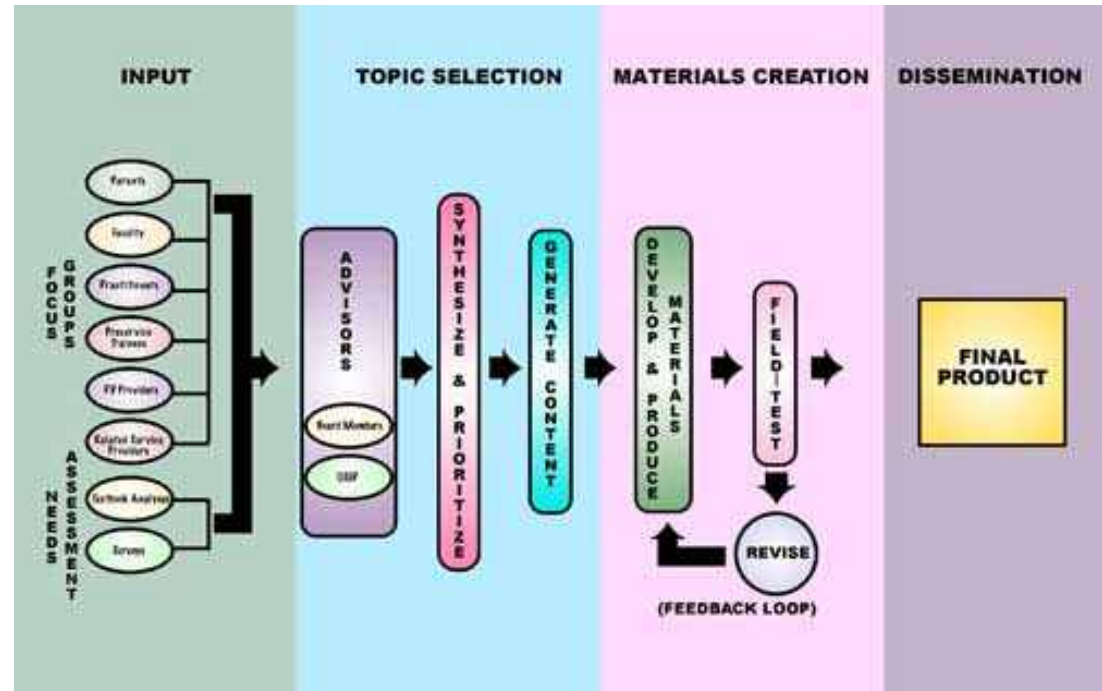 INPUT
TOPIC SELECTION
MATERIALS CREATION
DISSEMINATION
FOCUS
GROUPS
Parents
Faculty
Practitioners
Preservice
Trainees
Related Service
Providers
NEEDS
ASSESSMENT
Surveys
ADVISORS
Board Members
OSEP
SYNTHESIZE & PRIORITIZE
GENERATE CONTENT
DEVELOP & PRODUCE
MATERIALS
FIELD-TEST
REVISE
(FEEDBACK LOOP)
FINAL
PRODUCT